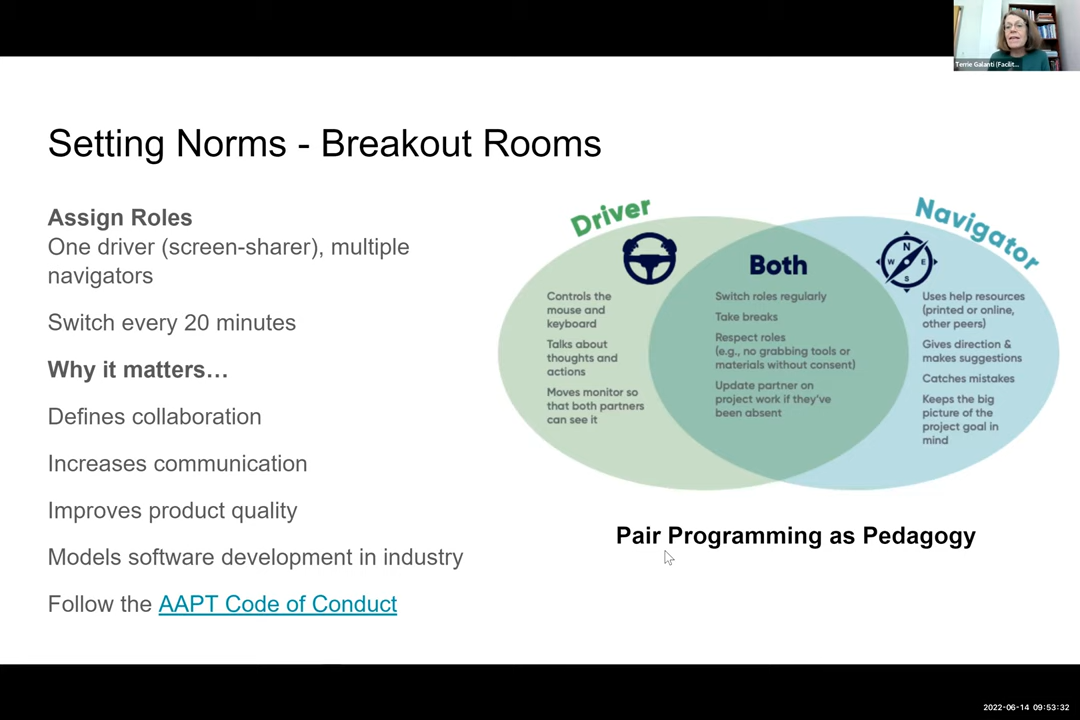 Terrie Galanti (Facilit...
Setting Norms - Breakout Rooms
Assign Roles
One driver (screen-sharer), multiple
navigators
Switch every 20 minutes
Why it matters…
Defines collaboration
Increases communication
Improves product quality
Models software development in industry
Follow the AAPT Code of Conduct
Driver
Controls the
mouse and
keyboard
Talks about
thoughts and
actions
Moves monitor so
that both partners
can see it
Both
Switch roles regularly
Take breaks
Respect roles
(e.g., no grabbing tools or
materials without consent)
Update partner on
project work if they've
been absent
Navigator
N
W
E
S
Uses help resources
(printed or online,
other peers)
Gives direction &
makes suggestions
Catches mistakes
Keeps the big
picture of the
project goal in
mind
Pair Programming as Pedagogy
2022-06-14 09:53:32